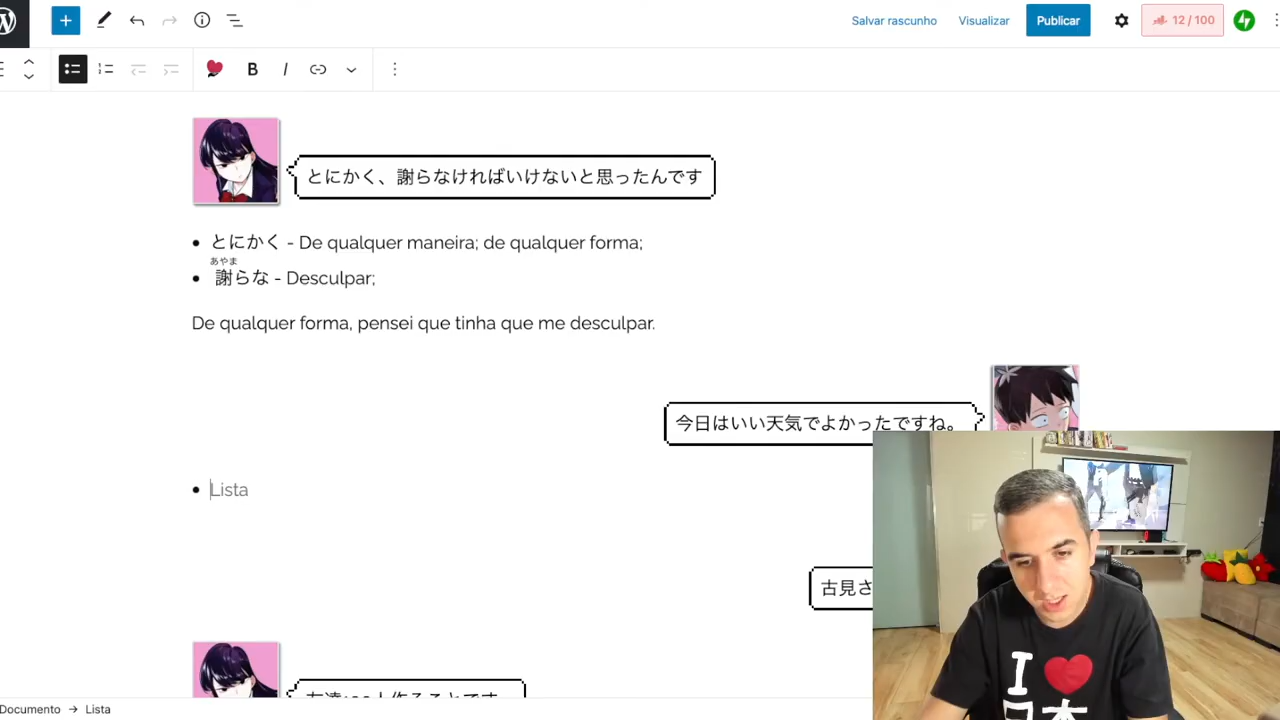 Salvar rascunho
Visualizar
Publicar
12 / 100
B
I
とにかく、謝らなければいけないと思ったんです
とにかく - De qualquer maneira; de qualquer forma;
あやま
謝らな - Desculpar;
De qualquer forma, pensei que tinha que me desculpar.
今日はいい天気でよかったですね。
Lista
古見さ
I
日本
Documento → Lista